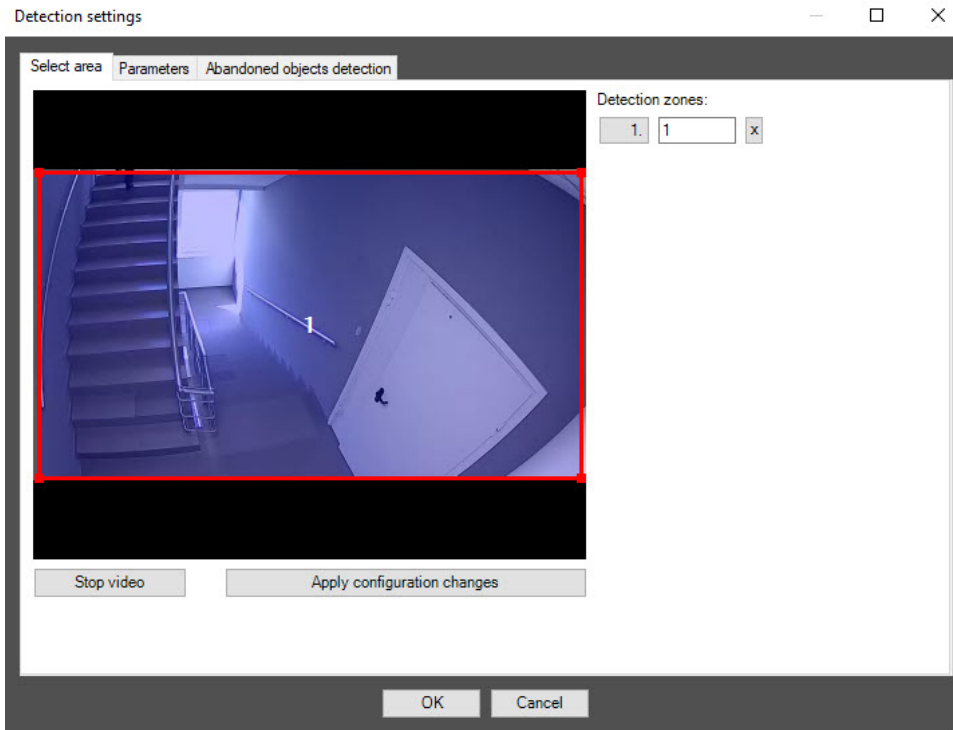 Detection settings
Select area Parameters Abandoned objects detection
Detection zones:
1. 1 x
1
Stop video Apply configuration changes
OK Cancel